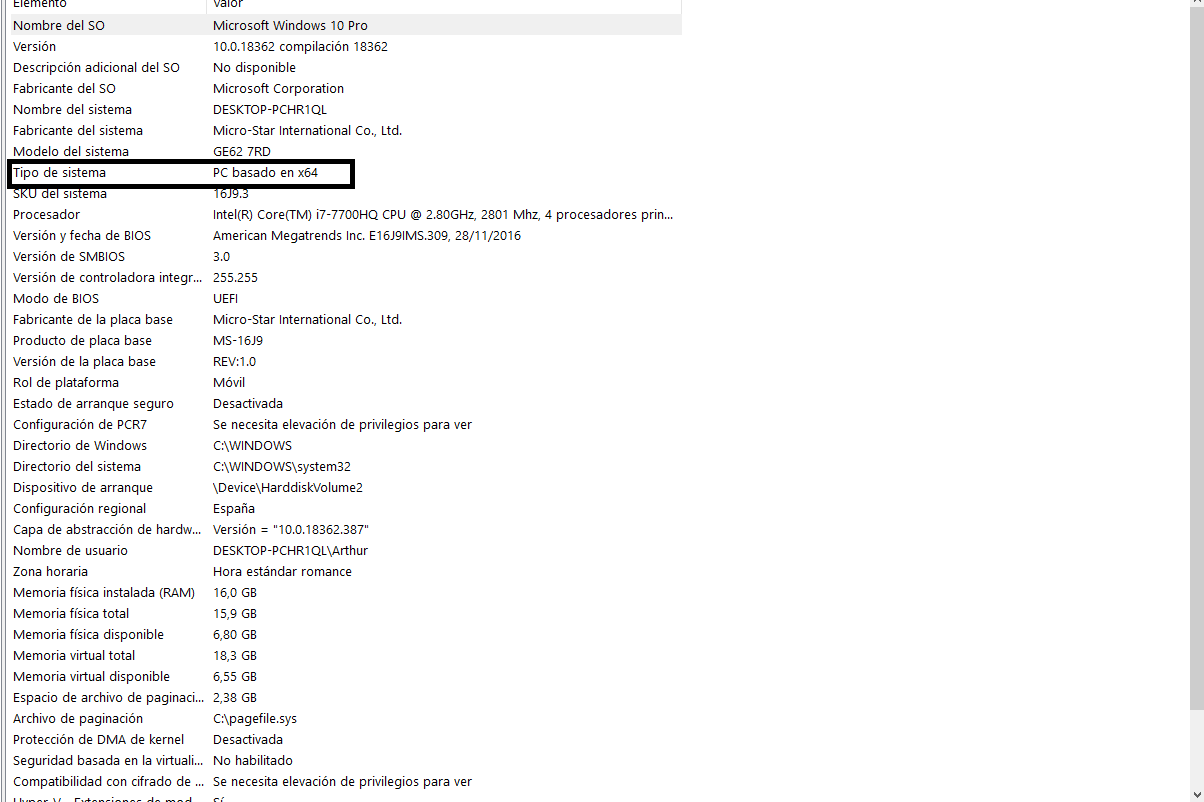 Elemento Valor
Nombre del SO Microsoft Windows 10 Pro
Versión 10.0.18362 compilación 18362
Descripción adicional del SO No disponible
Fabricante del SO Microsoft Corporation
Nombre del sistema DESKTOP-PCHR1QL
Fabricante del sistema Micro-Star International Co., Ltd.
Modelo del sistema GE62 7RD
Tipo de sistema PC basado en x64
SKU del sistema 16J9.3
Procesador Intel(R) Core(TM) i7-7700HQ CPU @ 2.80GHz, 2801 Mhz, 4 procesadores prin...
Versión y fecha de BIOS American Megatrends Inc. E16J9IMS.309, 28/11/2016
Versión de SMBIOS 3.0
Versión de controladora integr... 255.255
Modo de BIOS UEFI
Fabricante de la placa base Micro-Star International Co., Ltd.
Producto de placa base MS-16J9
Versión de la placa base REV:1.0
Rol de plataforma Móvil
Estado de arranque seguro Desactivada
Configuración de PCR7 Se necesita elevación de privilegios para ver
Directorio de Windows C:\WINDOWS
Directorio del sistema C:\WINDOWS\system32
Dispositivo de arranque \Device\HarddiskVolume2
Configuración regional España
Capa de abstracción de hardw... Versión = "10.0.18362.387"
Nombre de usuario DESKTOP-PCHR1QL\Arthur
Zona horaria Hora estándar romance
Memoria física instalada (RAM) 16,0 GB
Memoria física total 15,9 GB
Memoria física disponible 6,80 GB
Memoria virtual total 18,3 GB
Memoria virtual disponible 6,55 GB
Espacio de archivo de paginaci... 2,38 GB
Archivo de paginación C:\pagefile.sys
Protección de DMA de kernel Desactivada
Seguridad basada en la virtuali... No habilitado
Compatibilidad con cifrado de ... Se necesita elevación de privilegios para ver
Hyper-V - Extensiones de mod... Sí